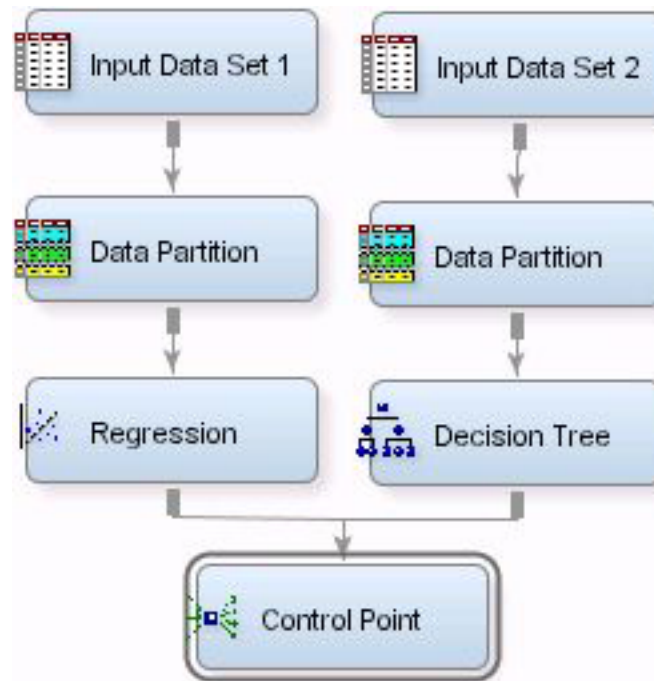 Input Data Set 1
Input Data Set 2
Data Partition
Data Partition
Regression
Decision Tree
Control Point